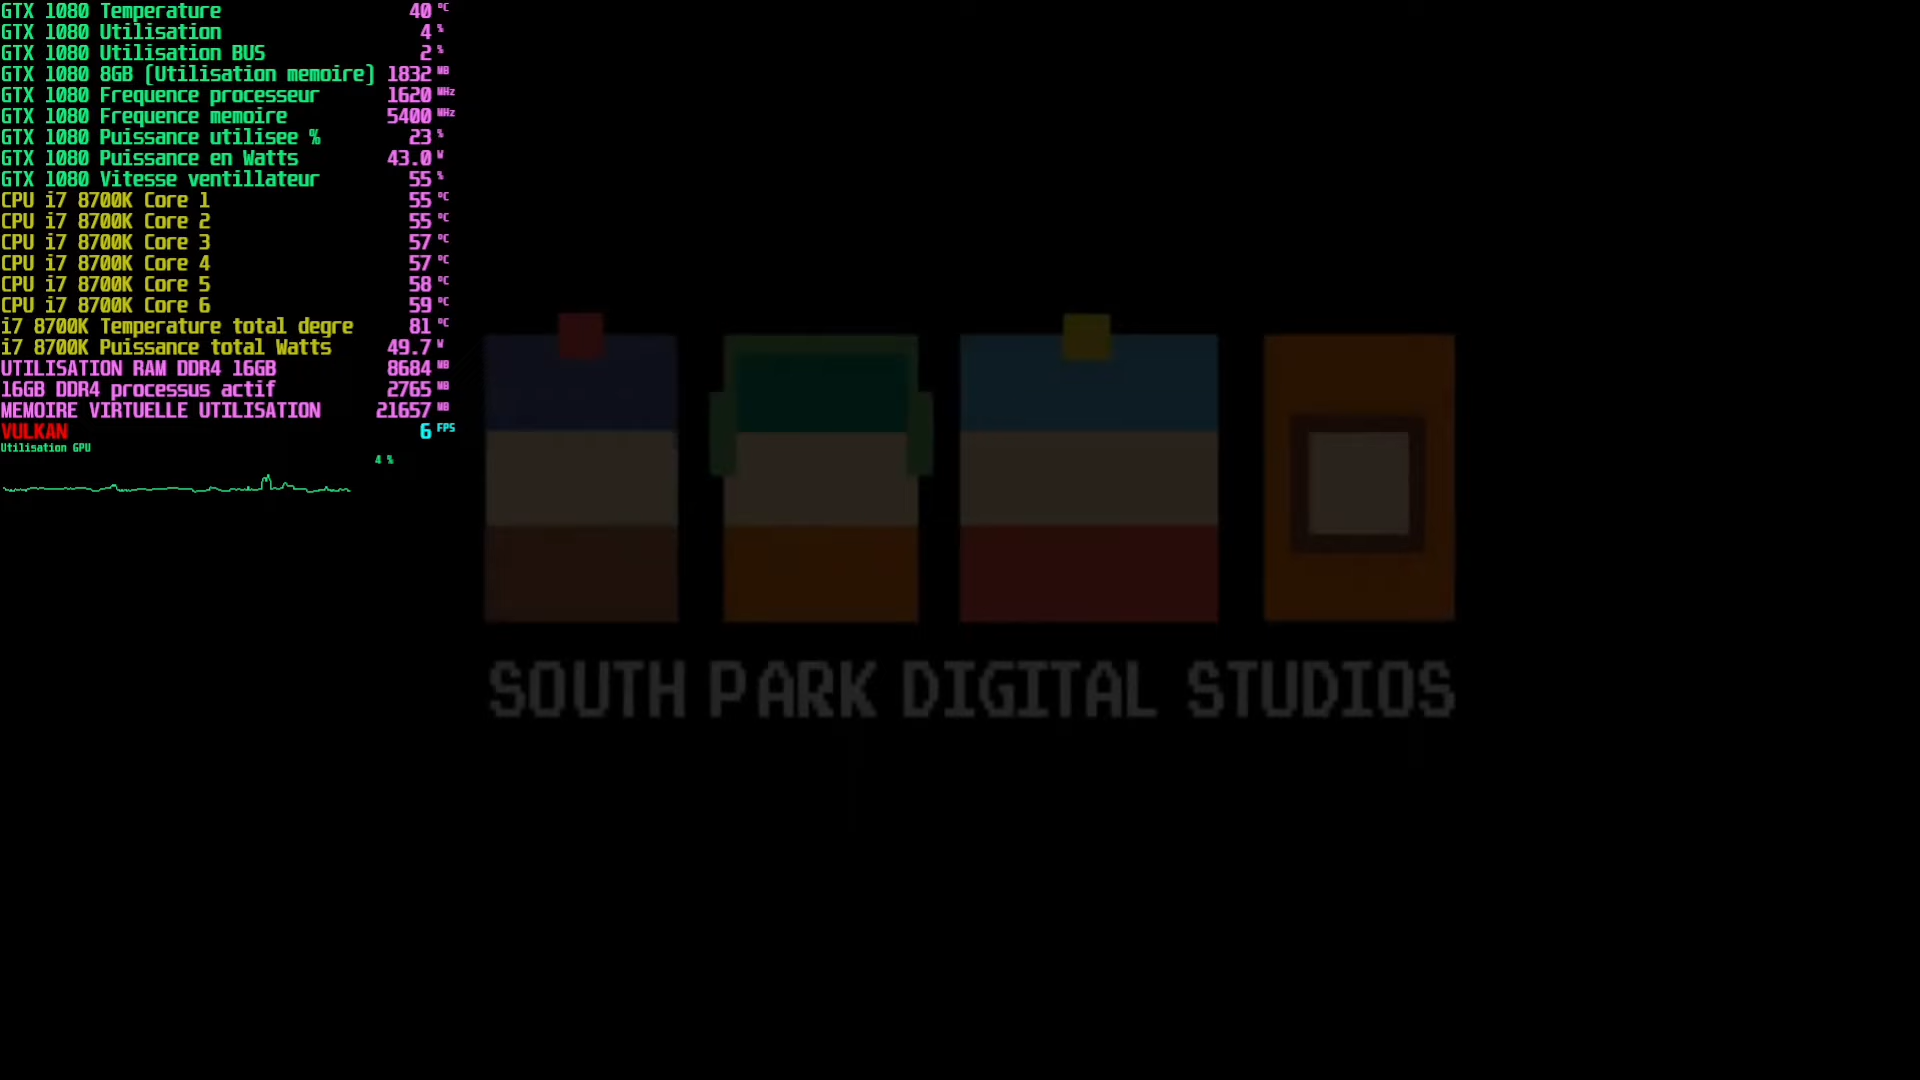 GTX 1080 Temperature 40 °C
GTX 1080 Utilisation 4 %
GTX 1080 Utilisation BUS 2 %
GTX 1080 8GB [Utilisation memoire] 1832 MB
GTX 1080 Frequence processeur 1620 MHz
GTX 1080 Frequence memoire 5400 MHz
GTX 1080 Puissance utilisee % 23 %
GTX 1080 Puissance en Watts 43.0 W
GTX 1080 Vitesse ventillateur 55 %
CPU i7 8700K Core 1 55 °C
CPU i7 8700K Core 2 55 °C
CPU i7 8700K Core 3 57 °C
CPU i7 8700K Core 4 57 °C
CPU i7 8700K Core 5 58 °C
CPU i7 8700K Core 6 59 °C
i7 8700K Temperature total degre 81 °C
i7 8700K Puissance total Watts 49.7 W
UTILISATION RAM DDR4 16GB 8684 MB
16GB DDR4 processus actif 2765 MB
MEMOIRE VIRTUELLE UTILISATION 21657 MB
VULKAN 6 FPS
Utilisation GPU
4 %
SOUTH PARK DIGITAL STUDIOS